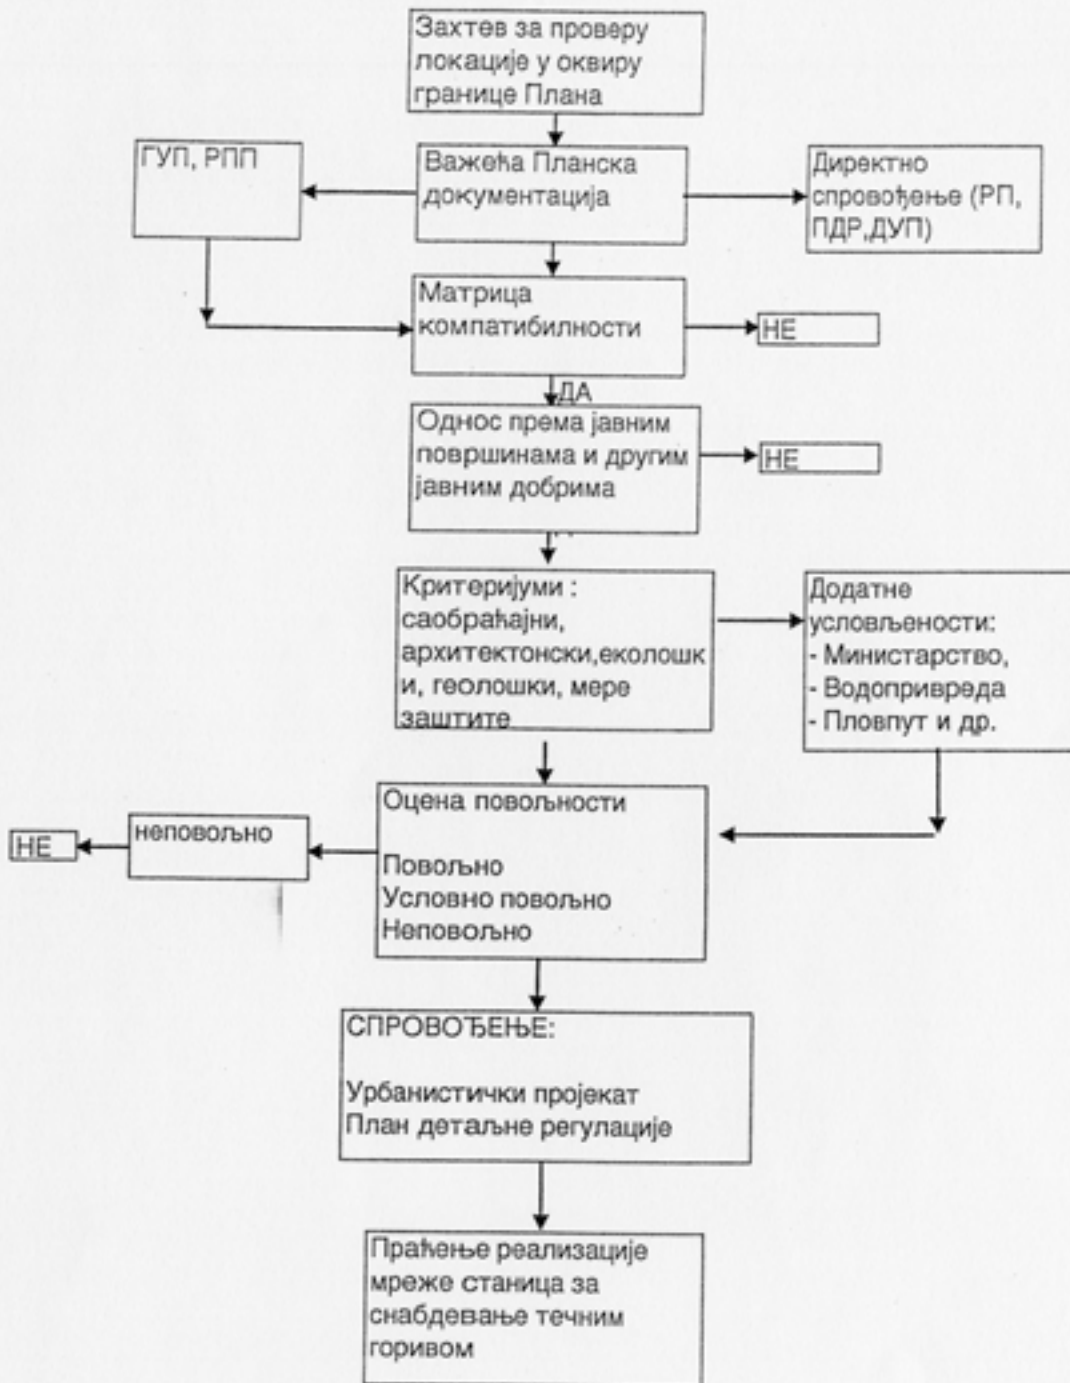 Захтев за проверу
локације у оквиру
границе Плана
ГУП, РПП
Важећа Планска
документација
Директно
спровођење (РП,
ПДР,ДУП)
Матрица
компатибилности
НЕ
ДА
Однос према јавним
површинама и другим
јавним добрима
НЕ
Критеријуми :
саобраћајни,
архитектонски,еколошк
и, геолошки, мере
заштите
Додатне
условљености:
- Министарство,
- Водопривреда
- Пловпут и др.
Оцена повољности
Повољно
Условно повољно
Неповољно
неповољно
НЕ
СПРОВОЂЕЊЕ:
Урбанистички пројекат
План детаљне регулације
Праћење реализације
мреже станица за
снабдевање течним
горивом